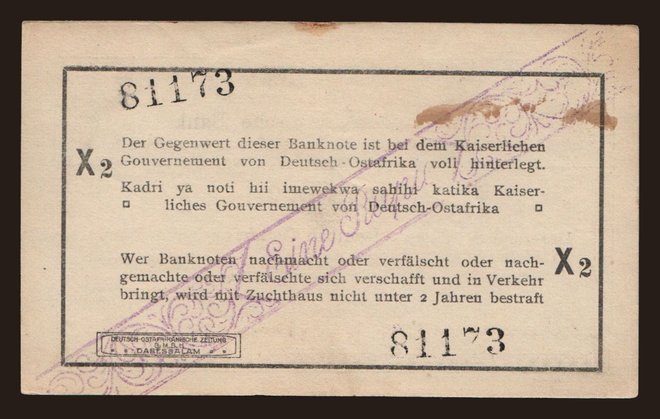 81173
Der Gegenwert dieser Banknote ist bei dem Kaiserlichen
X2 Gouvernement von Deutsch-Ostafrika voll hinterlegt.
Kadri ya noti hii imewekwa sahihi katika Kaiser-
liches Gouvernement von Deutsch-Ostafrika
Eine Rupie
Wer Banknoten nachmacht oder verfälscht oder nach-
gemachte oder verfälschte sich verschafft und in Verkehr X2
bringt, wird mit Zuchthaus nicht unter 2 Jahren bestraft
DEUTSCH-OSTAFRIKANISCHE ZEITUNG
G.M.B.H.
DARESSALAM
81173